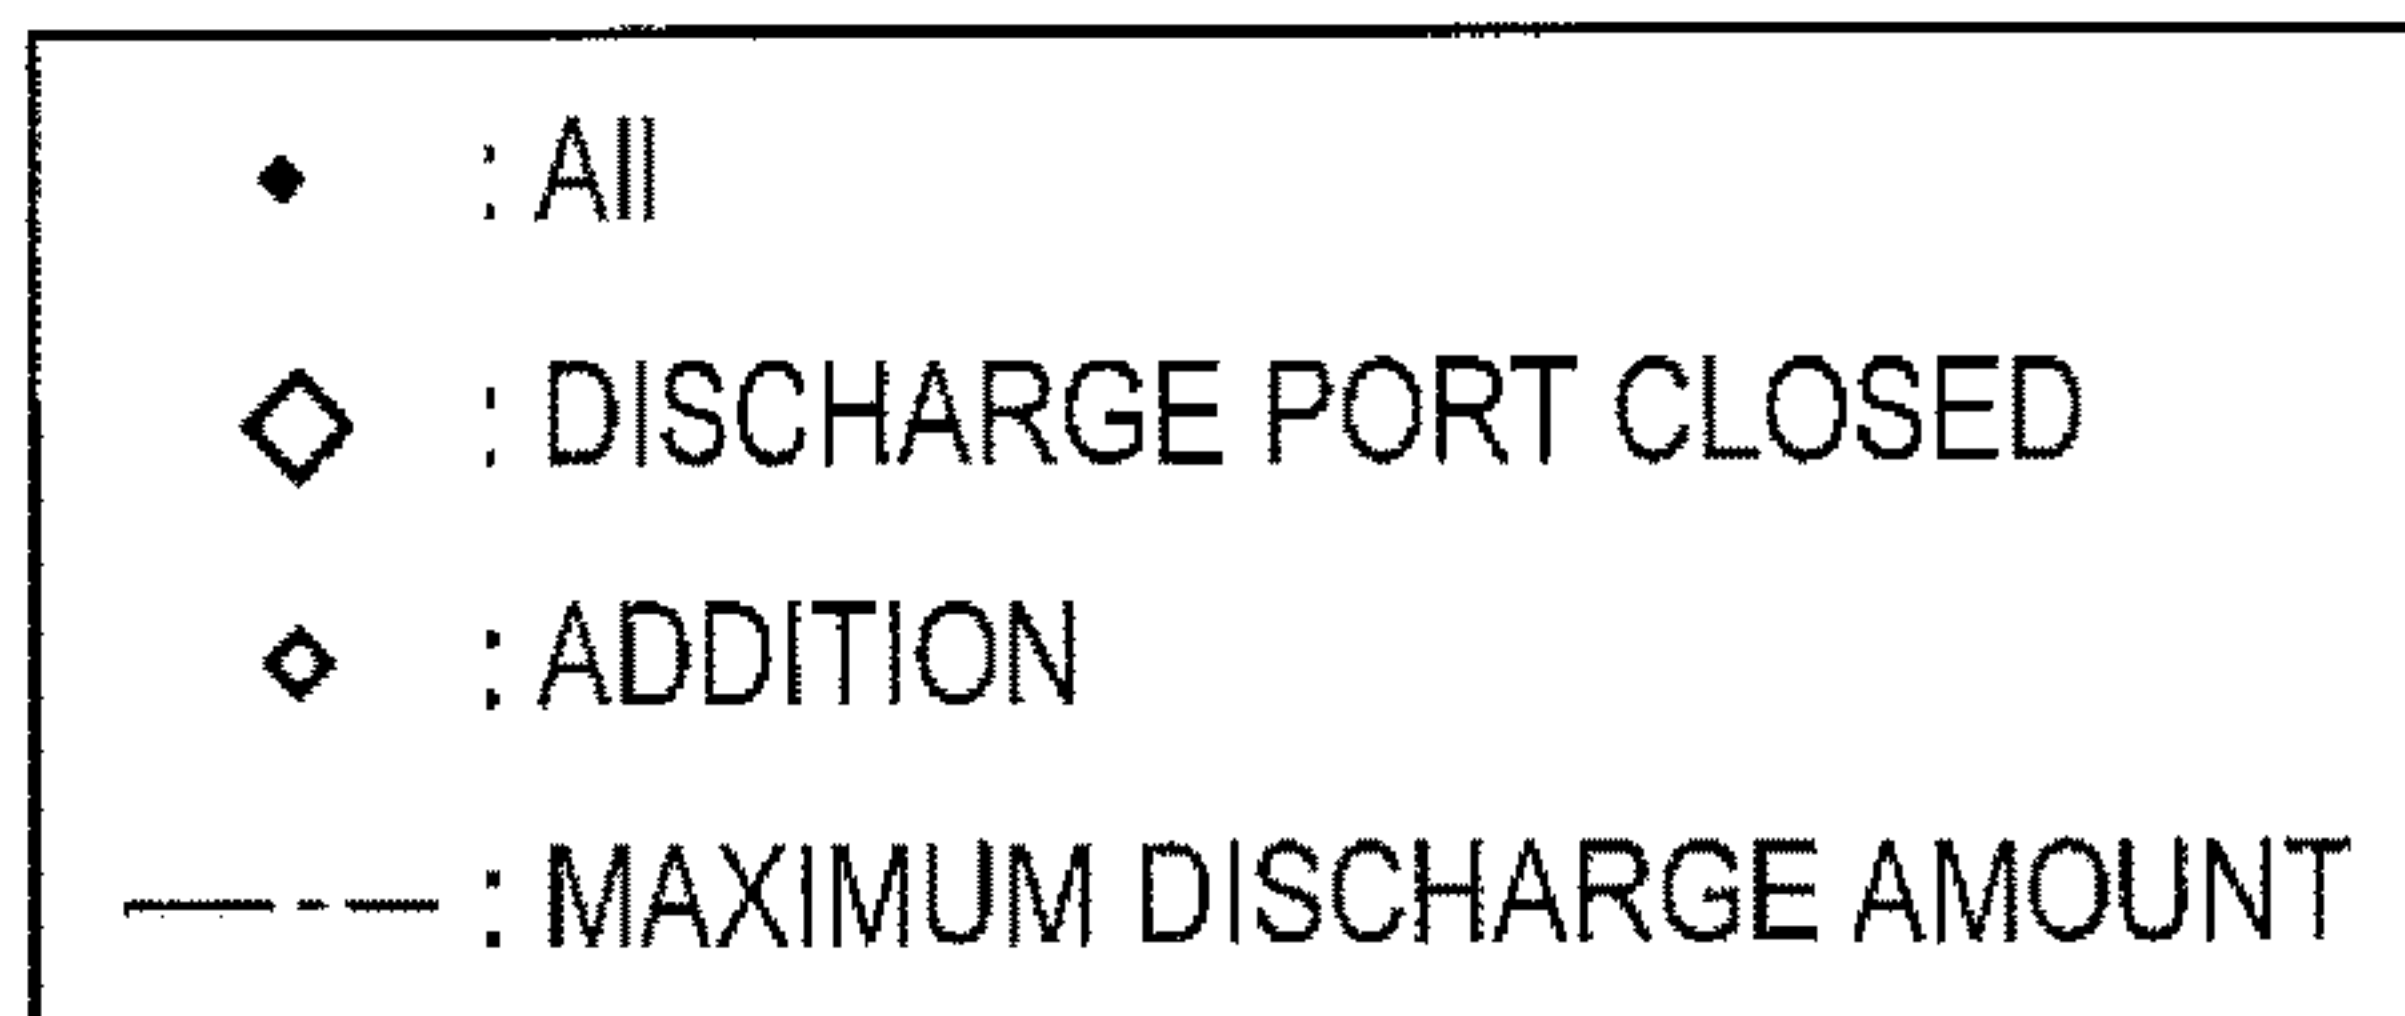 : All
: DISCHARGE PORT CLOSED
: ADDITION
: MAXIMUM DISCHARGE AMOUNT